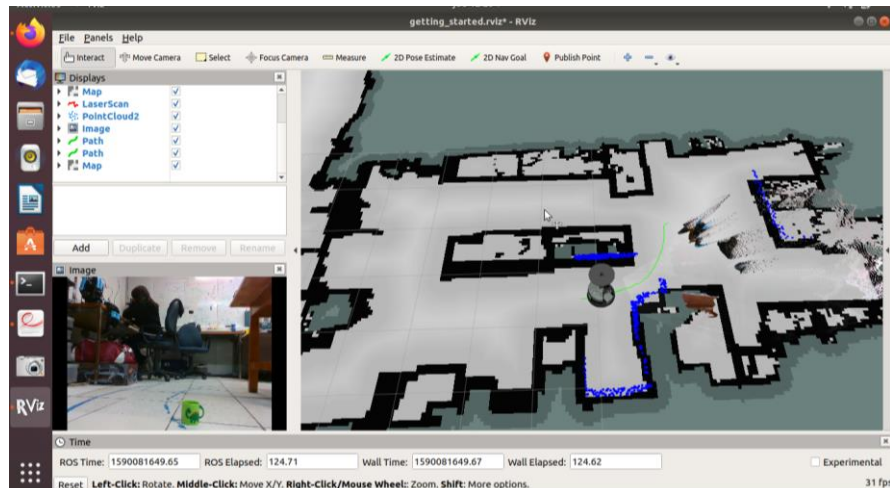 getting_started.rviz* - RViz
File Panels Help
Interact Move Camera Select Focus Camera Measure 2D Pose Estimate 2D Nav Goal Publish Point
Displays
Map
LaserScan
PointCloud2
Image
Path
Path
Map
Add Duplicate Remove Rename
Image
RViz
Time
ROS Time: 1590081649.65 ROS Elapsed: 124.71 Wall Time: 1590081649.67 Wall Elapsed: 124.62 Experimental
Reset Left-Click: Rotate. Middle-Click: Move X/Y. Right-Click/Mouse Wheel:: Zoom. Shift: More options. 31 fps